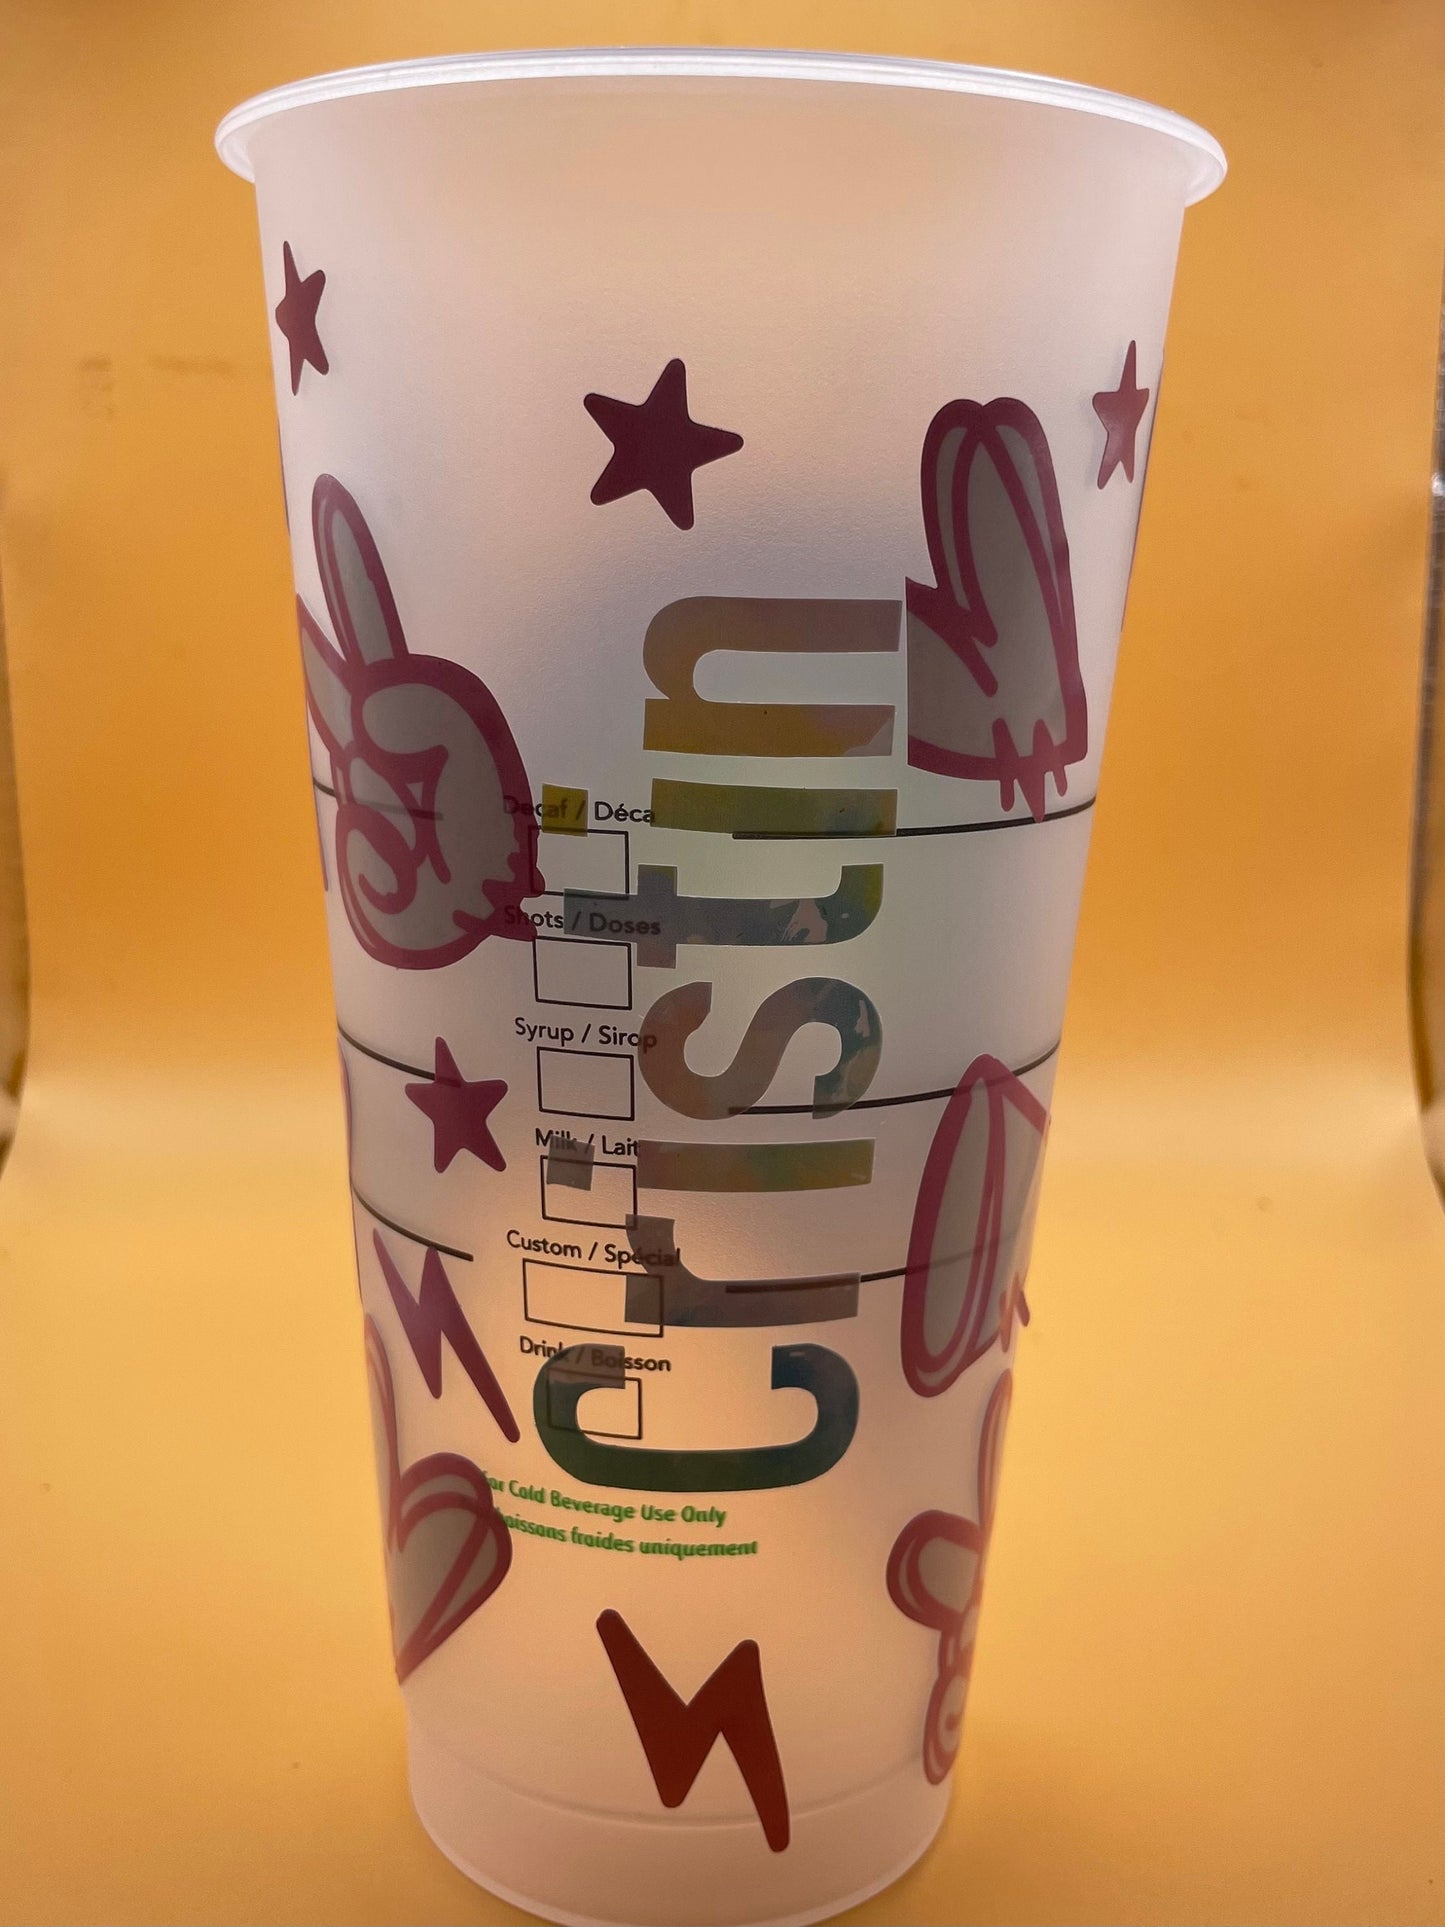 Cristin
Decaf / Déca
Shots / Doses
Syrup / Sirop
Milk / Lait
Custom / Spécial
Drink / Boisson
For Cold Beverage Use Only
boissons froides uniquement